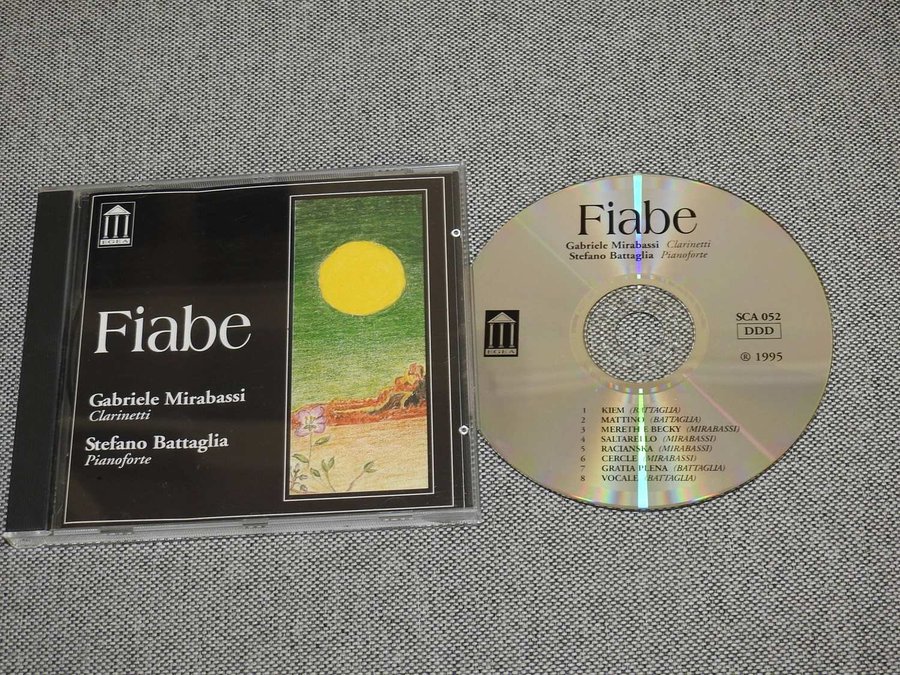 EGEA
Fiabe
Gabriele Mirabassi
Clarinetti
Stefano Battaglia
Pianoforte
Fiabe
Gabriele Mirabassi Clarinetti
Stefano Battaglia Pianoforte
EGEA
SCA 052
DDD
℗ 1995
1 KIEM (BATTAGLIA)
2 MATTINO (BATTAGLIA)
3 MERETH E BECKY (MIRABASSI)
4 SALTARELLO (MIRABASSI)
5 RACIANSKA (MIRABASSI)
6 CERCLE (MIRABASSI)
7 GRATIA PLENA (BATTAGLIA)
8 VOCALE (BATTAGLIA)